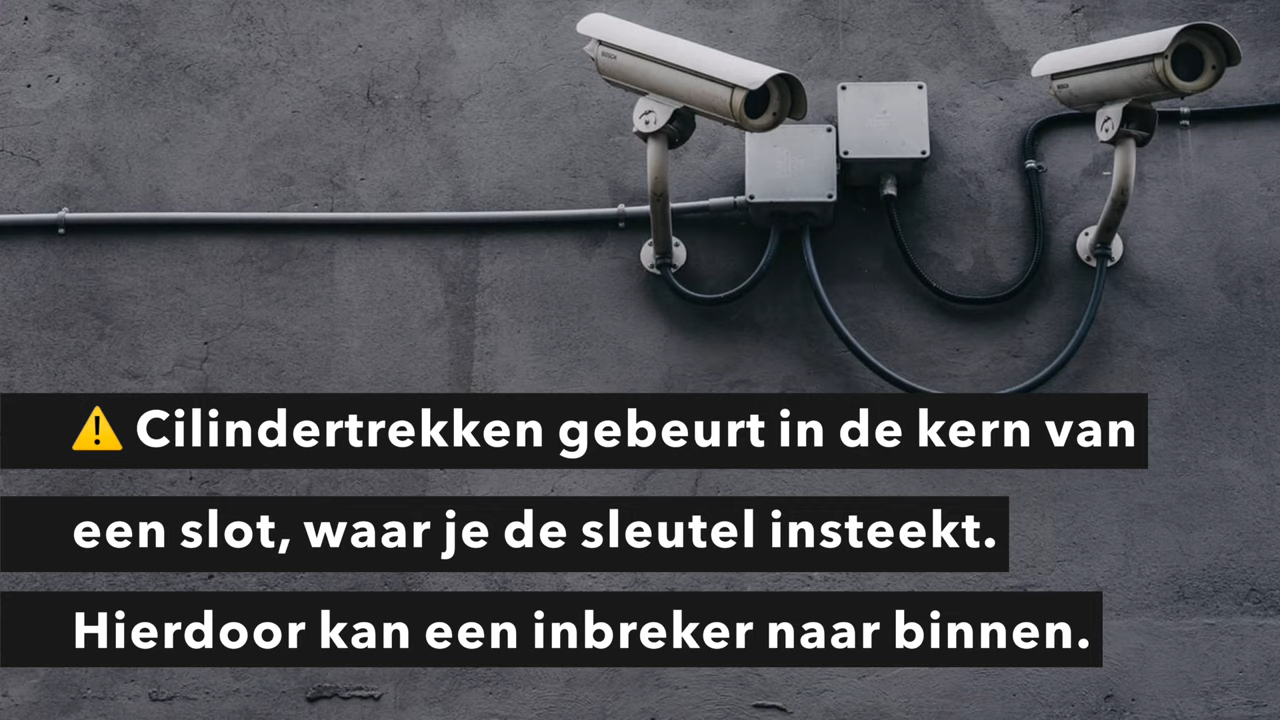 BOSCH
⚠️ Cilindertrekken gebeurt in de kern van
een slot, waar je de sleutel insteekt.
Hierdoor kan een inbreker naar binnen.